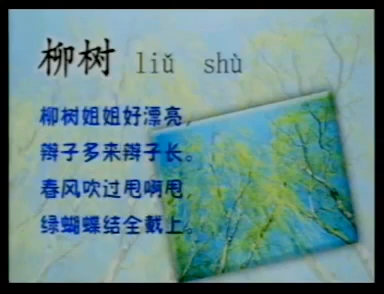 柳树 liǔ shù
柳树姐姐好漂亮，
辫子多来辫子长。
春风吹过甩啊甩，
绿蝴蝶结全戴上。